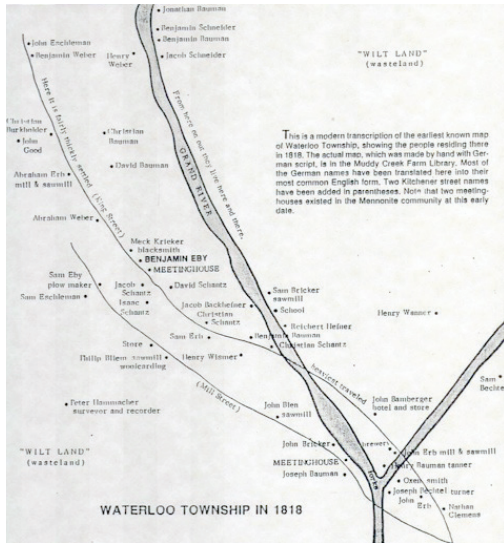 Jonathan Bauman
Benjamin Schneider
Benjamin Bauman
Jacob Schneider
John Enchleman
Benjamin Weber
Henry
Weber
"WILT LAND"
(wasteland)
Here it is fairly thickly settled
(King Street)
From here on out they live here and there.
GRAND RIVER
This is a modern transcription of the earliest known map
of Waterloo Township, showing the people residing there
in 1818. The actual map, which was made by hand with Ger-
man script, is in the Muddy Creek Farm Library. Most of
the German names have been translated here into their
most common English form. Two Kitchener street names
have been added in parentheses. Note that two meeting-
houses existed in the Mennonite community at this early
date.
Christian
Burkholder
John
Good
Christian
Bauman
David Bauman
Abraham Erb
mill & sawmill
Abraham Weber
Meck Kricker
blacksmith
BENJAMIN EBY
MEETINGHOUSE
Sam Eby
plow maker
Sam Enchleman
Jacob
Schantz
Isaac
Schantz
David Schantz
Jacob Backheiner
Christian
Schantz
Sam Bricker
sawmill
School
Reichert Hefner
Benjamin Bauman
Christian Schantz
Henry Wanner
Store
Sam Erb
Philip Bliem sawmill
woolcarding
Henry Wismer
heaviest traveled
(Mill Street)
Sam
Bechtel
Peter Hammacher
surveyor and recorder
John Bien
sawmill
John Bamberger
hotel and store
John Bricker
brewery
John Erb mill & sawmill
Henry Bauman tanner
"WILT LAND"
(wasteland)
MEETINGHOUSE
Joseph Bauman
forks
Oxen smith
Joseph Bechtel turner
John
Erb
Nathan
Clemens
WATERLOO TOWNSHIP IN 1818